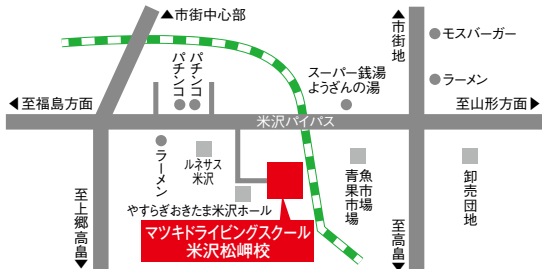 ▲市街中心部
▲市街地
モスバーガー
パチンコ
パチンコ
スーパー銭湯
ようざんの湯
ラーメン
◀至福島方面
至山形方面▶
米沢バイパス
ラーメン
ルネサス
米沢
青果市場
魚市場
卸売団地
やすらぎおきたま米沢ホール
至上郷高畠▼
マツキドライビングスクール
米沢松岬校
至高畠▼